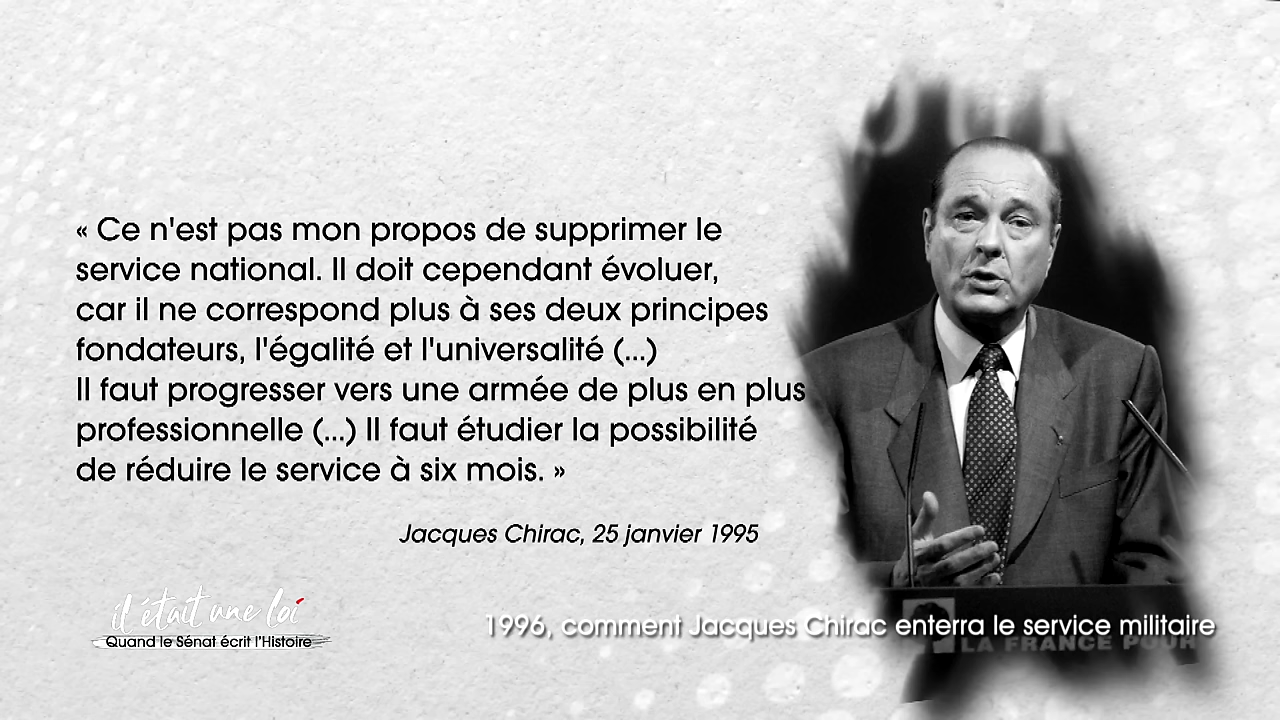 « Ce n'est pas mon propos de supprimer le
service national. Il doit cependant évoluer,
car il ne correspond plus à ses deux principes
fondateurs, l'égalité et l'universalité (...)
Il faut progresser vers une armée de plus en plus
professionnelle (...) Il faut étudier la possibilité
de réduire le service à six mois. »
Jacques Chirac, 25 janvier 1995
il était une loi
Quand le Sénat écrit l'Histoire
1996, comment Jacques Chirac enterra le service militaire
LA FRANCE POUR